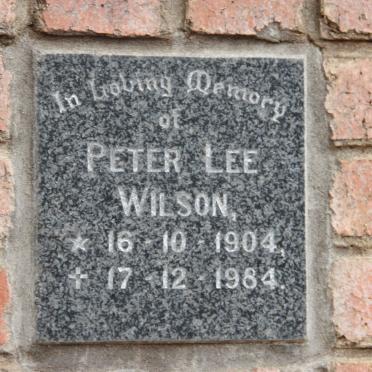 In Loving Memory
of
PETER LEE
WILSON,
★ 16 - 10 - 1904,
✝ 17 - 12 - 1984.